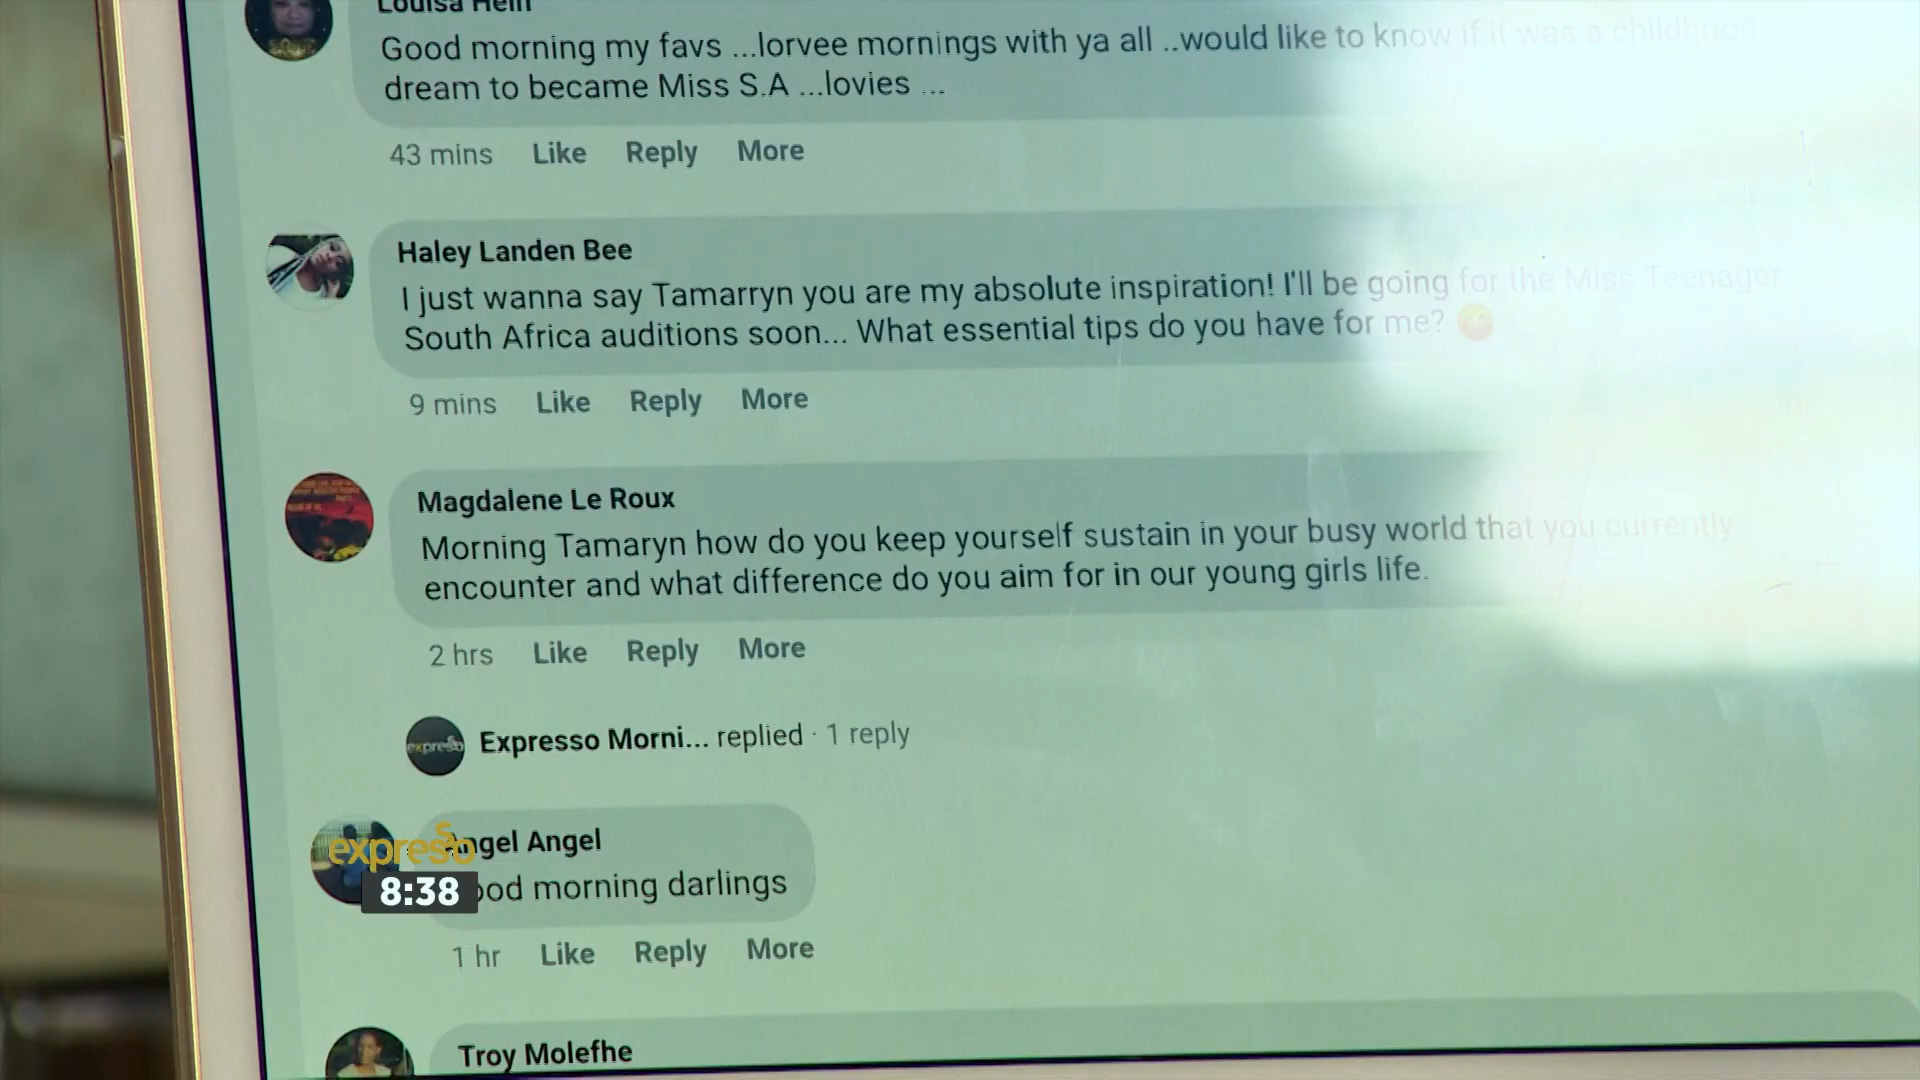 Louisa Hein
Good morning my favs ...lorvee mornings with ya all ..would like to know if it was a childhood
dream to became Miss S.A ...lovies ...
43 mins Like Reply More
Haley Landen Bee
I just wanna say Tamarryn you are my absolute inspiration! I'll be going for the Miss Teenager
South Africa auditions soon... What essential tips do you have for me? 😋
9 mins Like Reply More
Magdalene Le Roux
Morning Tamaryn how do you keep yourself sustain in your busy world that you currently
encounter and what difference do you aim for in our young girls life.
2 hrs Like Reply More
expresso
Expresso Morni... replied · 1 reply
Angel Angel
expresso
8:38
ood morning darlings
1 hr Like Reply More
Troy Molefhe